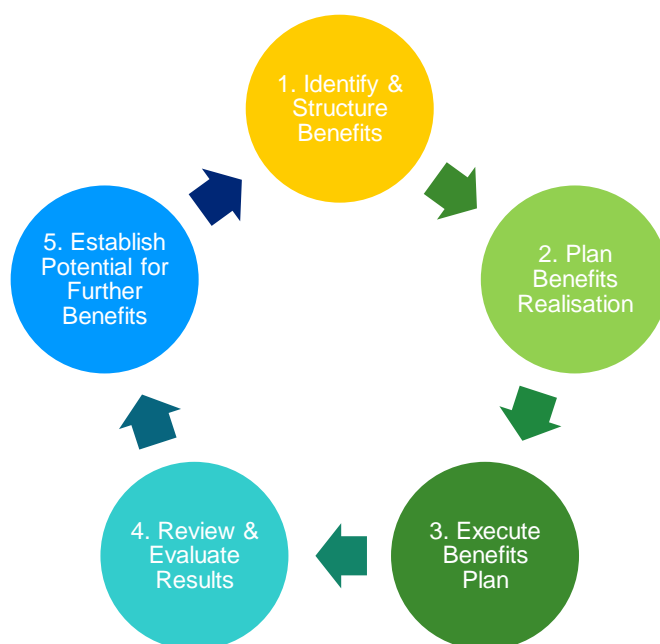 1. Identify &
Structure
Benefits
2. Plan
Benefits
Realisation
3. Execute
Benefits
Plan
4. Review &
Evaluate
Results
5. Establish
Potential for
Further
Benefits